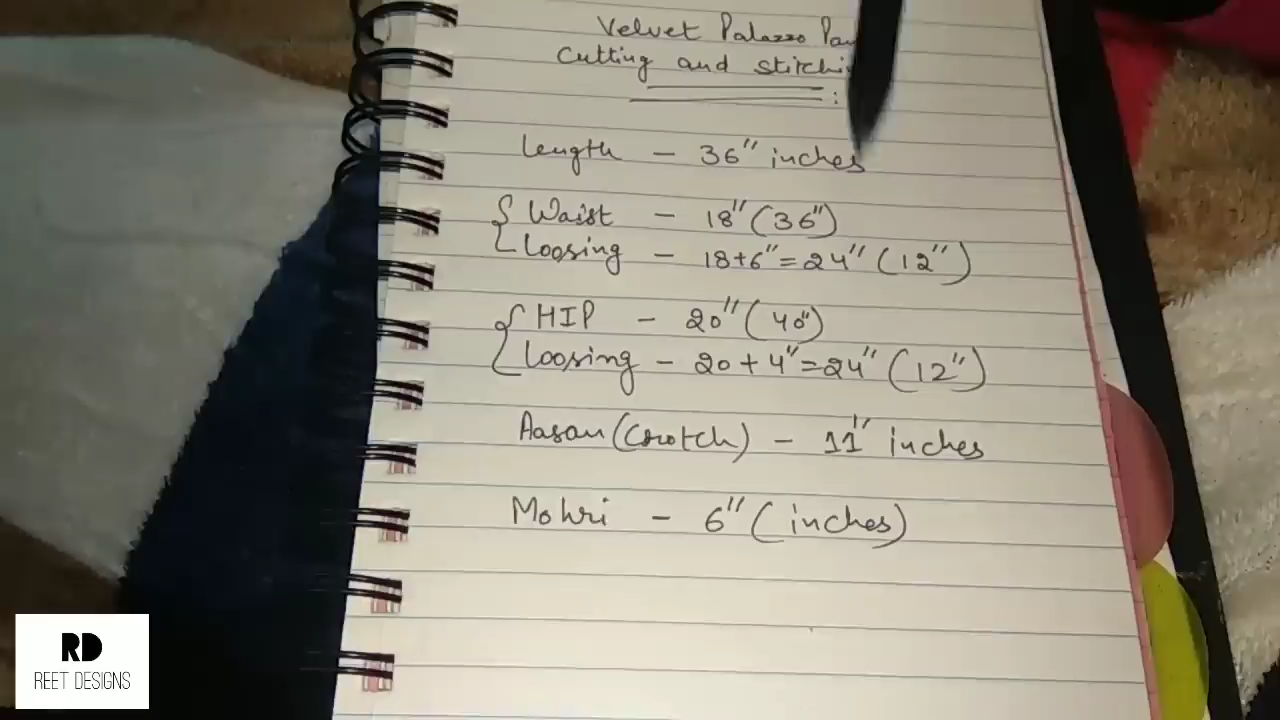 Velvet Palazzo
Cutting and
Length - 36" inches
{ Waist - 18" (36")
Loosing - 18+6"=24" (12")
{ HIP - 20" (40")
Loosing - 20+4"=24" (12")
Aasan (Crotch) - 11" inches
Mohri - 6" (inches)
RD
REET DESIGNS